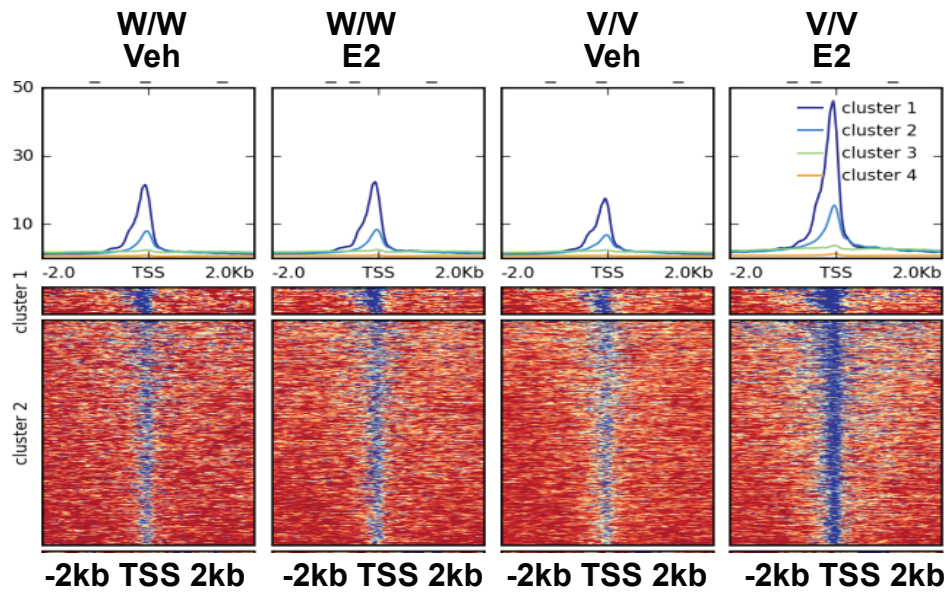 W/W W/W V/V V/V
Veh E2 Veh E2
50
30
10
cluster 1
cluster 2
cluster 3
cluster 4
-2.0 TSS 2.0Kb -2.0 TSS 2.0Kb -2.0 TSS 2.0Kb -2.0 TSS 2.0Kb
cluster 1
cluster 2
-2kb TSS 2kb -2kb TSS 2kb -2kb TSS 2kb -2kb TSS 2kb